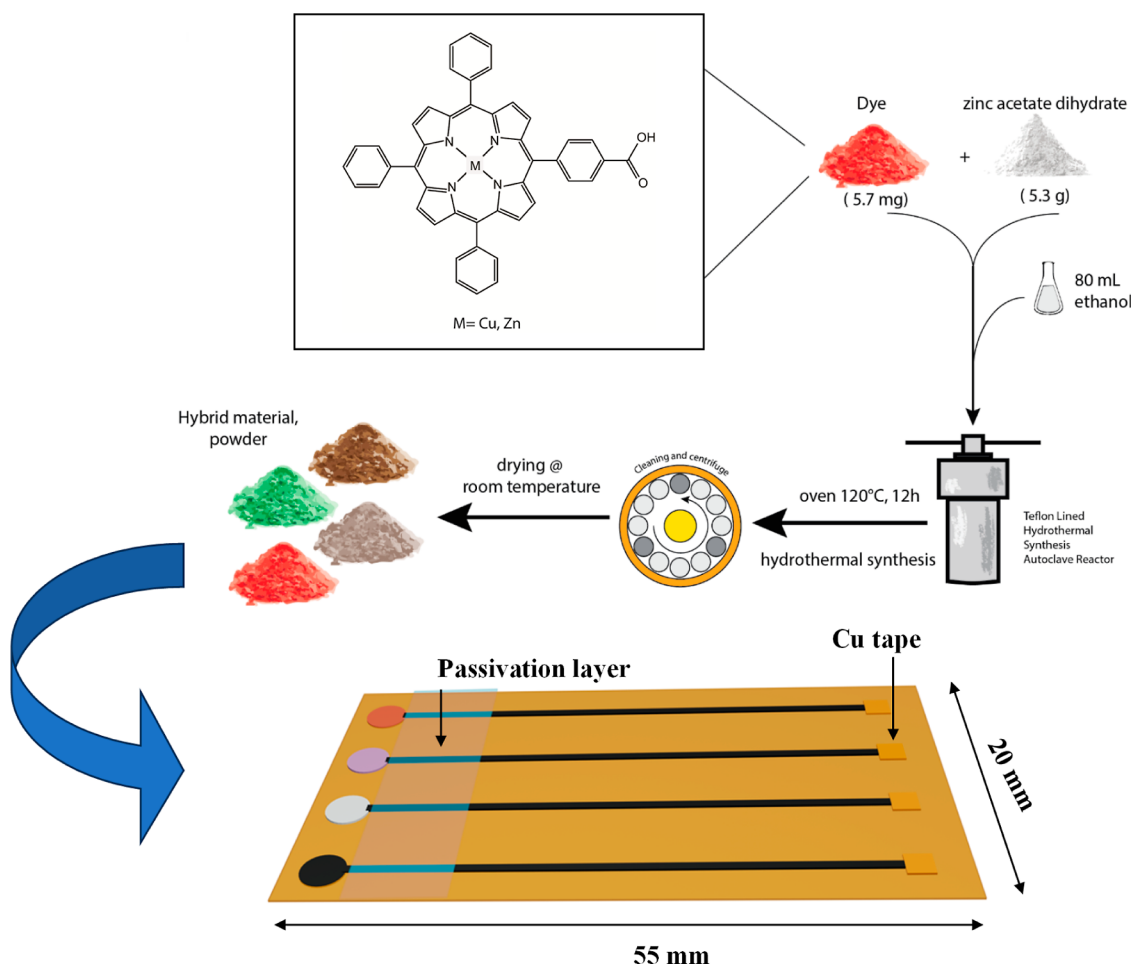 Dye
zinc acetate dihydrate
+
( 5.7 mg)
( 5.3 g)
OH
N
N
M
N
N
O
M= Cu, Zn
80 mL
ethanol
Hybrid material,
powder
drying @
room temperature
Cleaning and centrifuge
oven 120°C, 12h
hydrothermal synthesis
Teflon Lined
Hydrothermal
Synthesis
Autoclave Reactor
Passivation layer
Cu tape
20 mm
55 mm